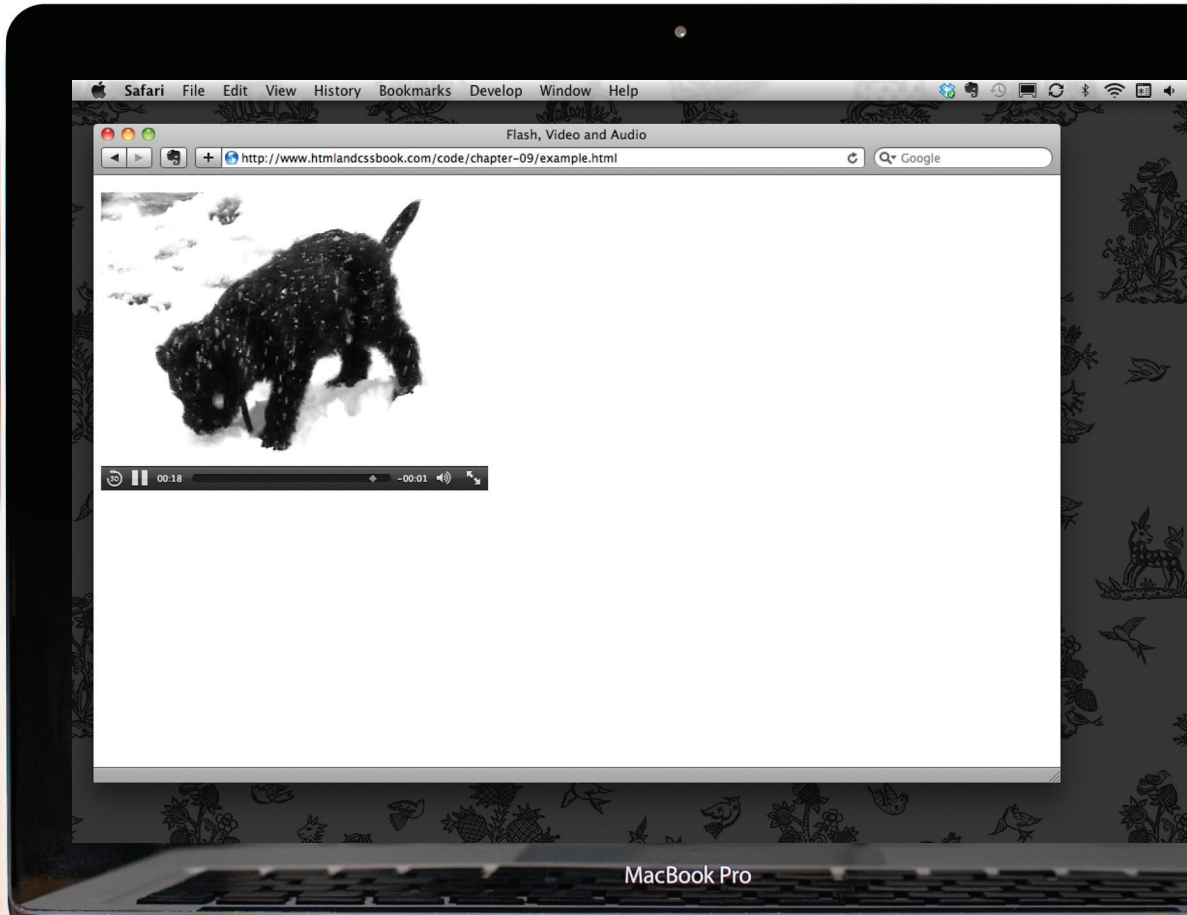 Safari File Edit View History Bookmarks Develop Window Help
Flash, Video and Audio
http://www.htmlandcssbook.com/code/chapter-09/example.html
Google
30
00:18
-00:01
MacBook Pro